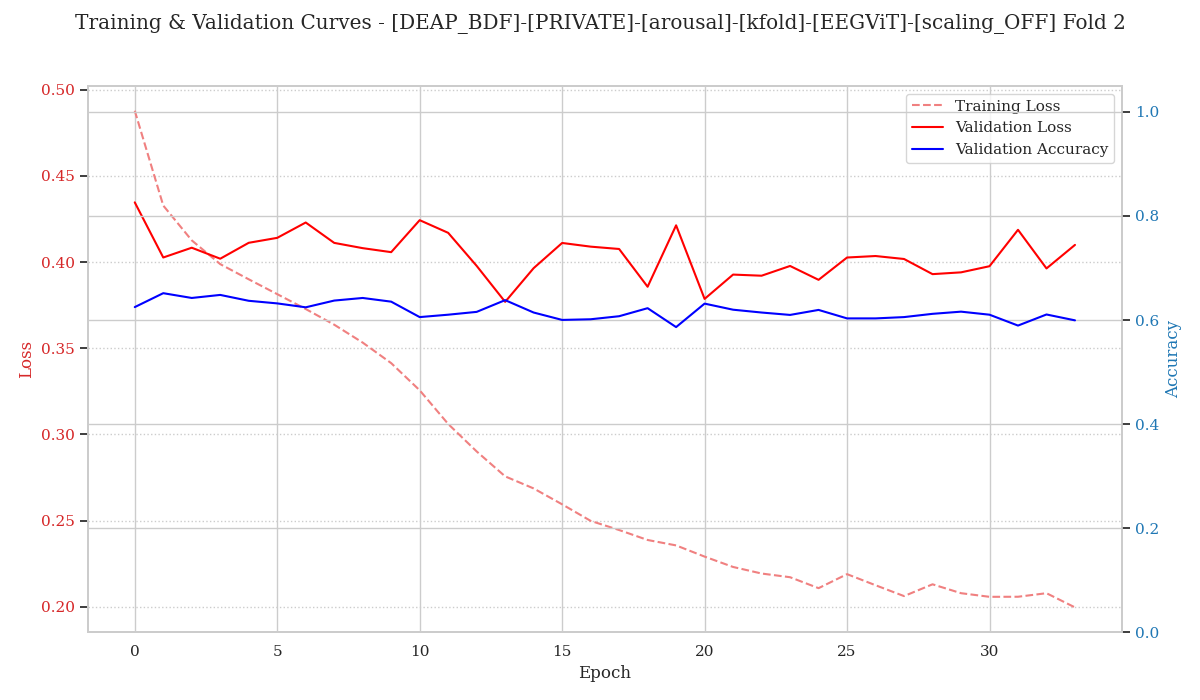 Training & Validation Curves - [DEAP_BDF]-[PRIVATE]-[arousal]-[kfold]-[EEGViT]-[scaling_OFF] Fold 2
Training Loss
Validation Loss
Validation Accuracy
0.50
0.45
0.40
0.35
0.30
0.25
0.20
Loss
1.0
0.8
0.6
0.4
0.2
0.0
Accuracy
0 5 10 15 20 25 30
Epoch